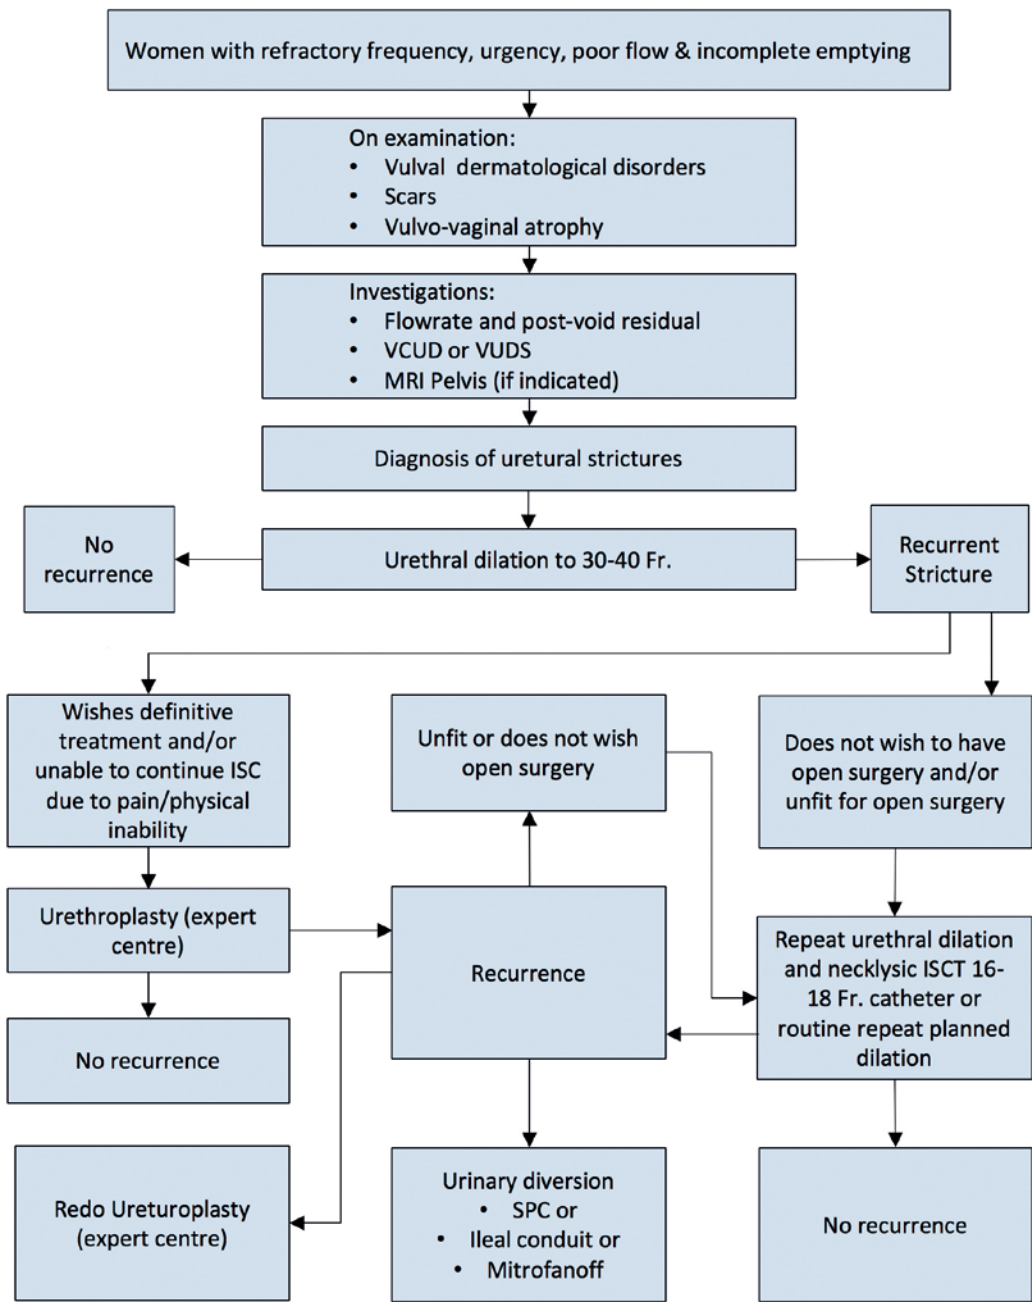 Women with refractory frequency, urgency, poor flow & incomplete emptying
On examination:
• Vulval dermatological disorders
• Scars
• Vulvo-vaginal atrophy
Investigations:
• Flowrate and post-void residual
• VCUD or VUDS
• MRI Pelvis (if indicated)
Diagnosis of uretural strictures
No
recurrence
Urethral dilation to 30-40 Fr.
Recurrent
Stricture
Wishes definitive
treatment and/or
unable to continue ISC
due to pain/physical
inability
Unfit or does not wish
open surgery
Does not wish to have
open surgery and/or
unfit for open surgery
Urethroplasty (expert
centre)
Recurrence
Repeat urethral dilation
and necklysic ISCT 16-
18 Fr. catheter or
routine repeat planned
dilation
No recurrence
Redo Ureturoplasty
(expert centre)
Urinary diversion
• SPC or
• Ileal conduit or
• Mitrofanoff
No recurrence